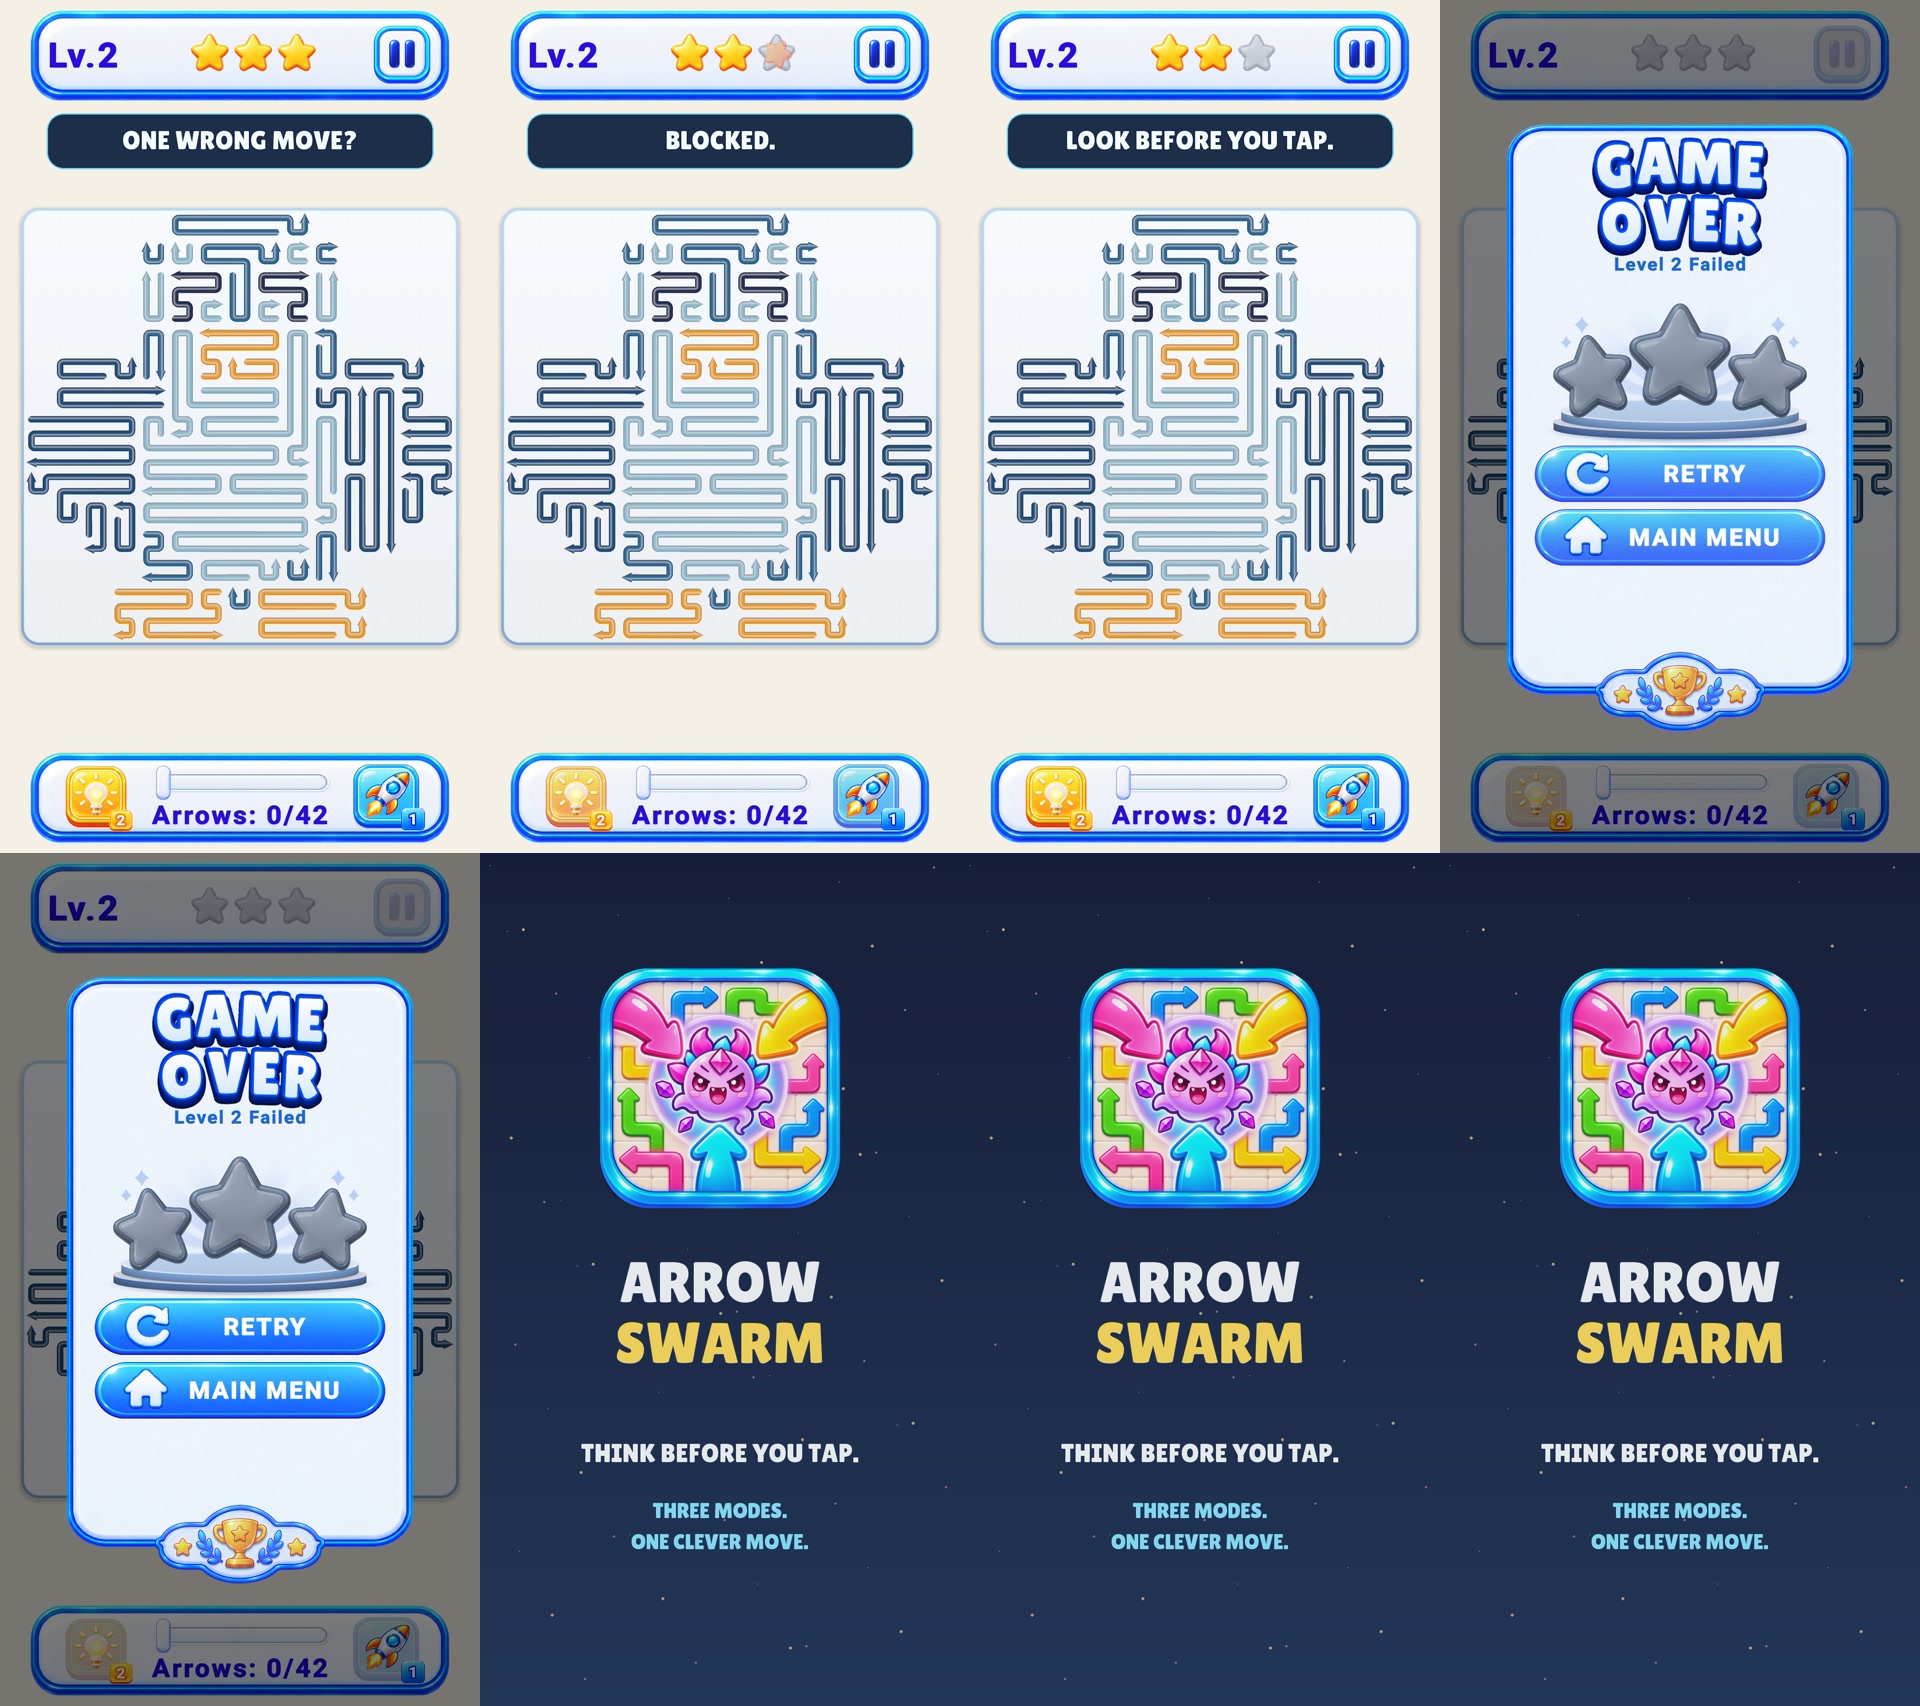 Lv.2
ONE WRONG MOVE?
2
Arrows: 0/42
1
Lv.2
BLOCKED.
2
Arrows: 0/42
1
Lv.2
LOOK BEFORE YOU TAP.
2
Arrows: 0/42
1
Lv.2
GAME
OVER
Level 2 Failed
RETRY
MAIN MENU
2
Arrows: 0/42
1
Lv.2
GAME
OVER
Level 2 Failed
RETRY
MAIN MENU
2
Arrows: 0/42
1
ARROW
SWARM
THINK BEFORE YOU TAP.
THREE MODES.
ONE CLEVER MOVE.
ARROW
SWARM
THINK BEFORE YOU TAP.
THREE MODES.
ONE CLEVER MOVE.
ARROW
SWARM
THINK BEFORE YOU TAP.
THREE MODES.
ONE CLEVER MOVE.